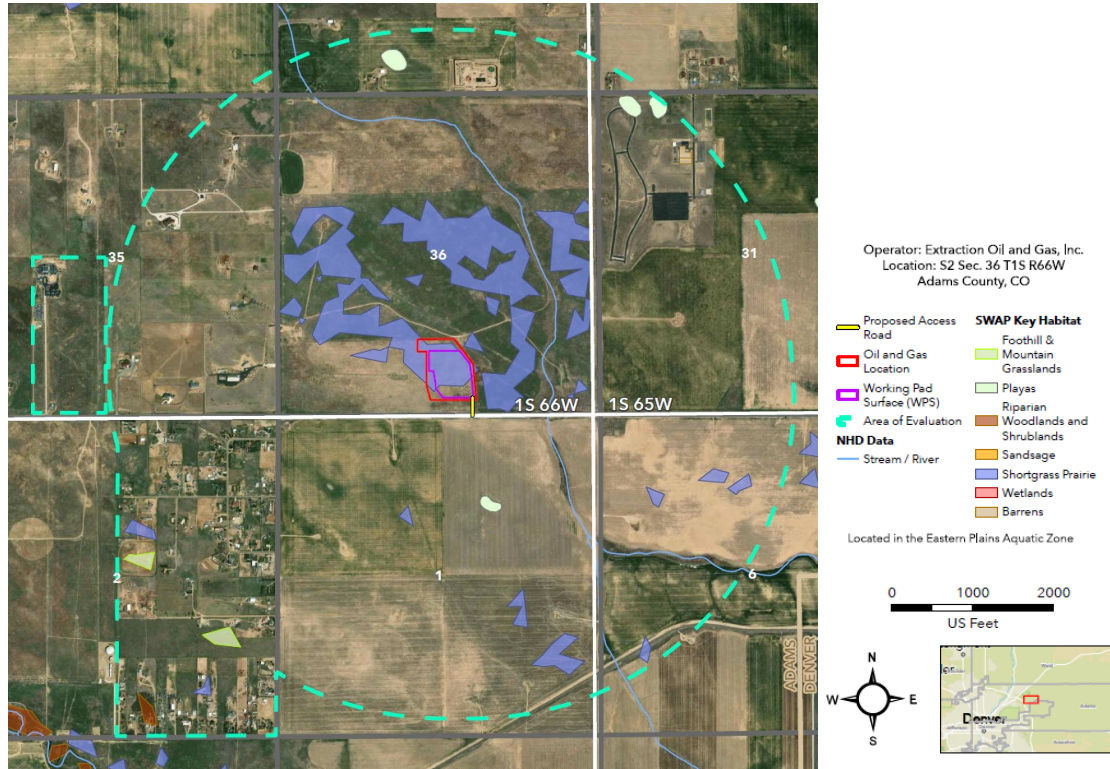 35
36
31
1S 66W
1S 65W
2
1
6
ADAMS
DENVER
Operator: Extraction Oil and Gas, Inc.
Location: S2 Sec. 36 T1S R66W
Adams County, CO
Proposed Access
Road
Oil and Gas
Location
Working Pad
Surface (WPS)
Area of Evaluation
NHD Data
Stream / River
SWAP Key Habitat
Foothill &
Mountain
Grasslands
Playas
Riparian
Woodlands and
Shrublands
Sandsage
Shortgrass Prairie
Wetlands
Barrens
Located in the Eastern Plains Aquatic Zone
0 1000 2000
US Feet
N
W E
S
Weld
Adams
Denver